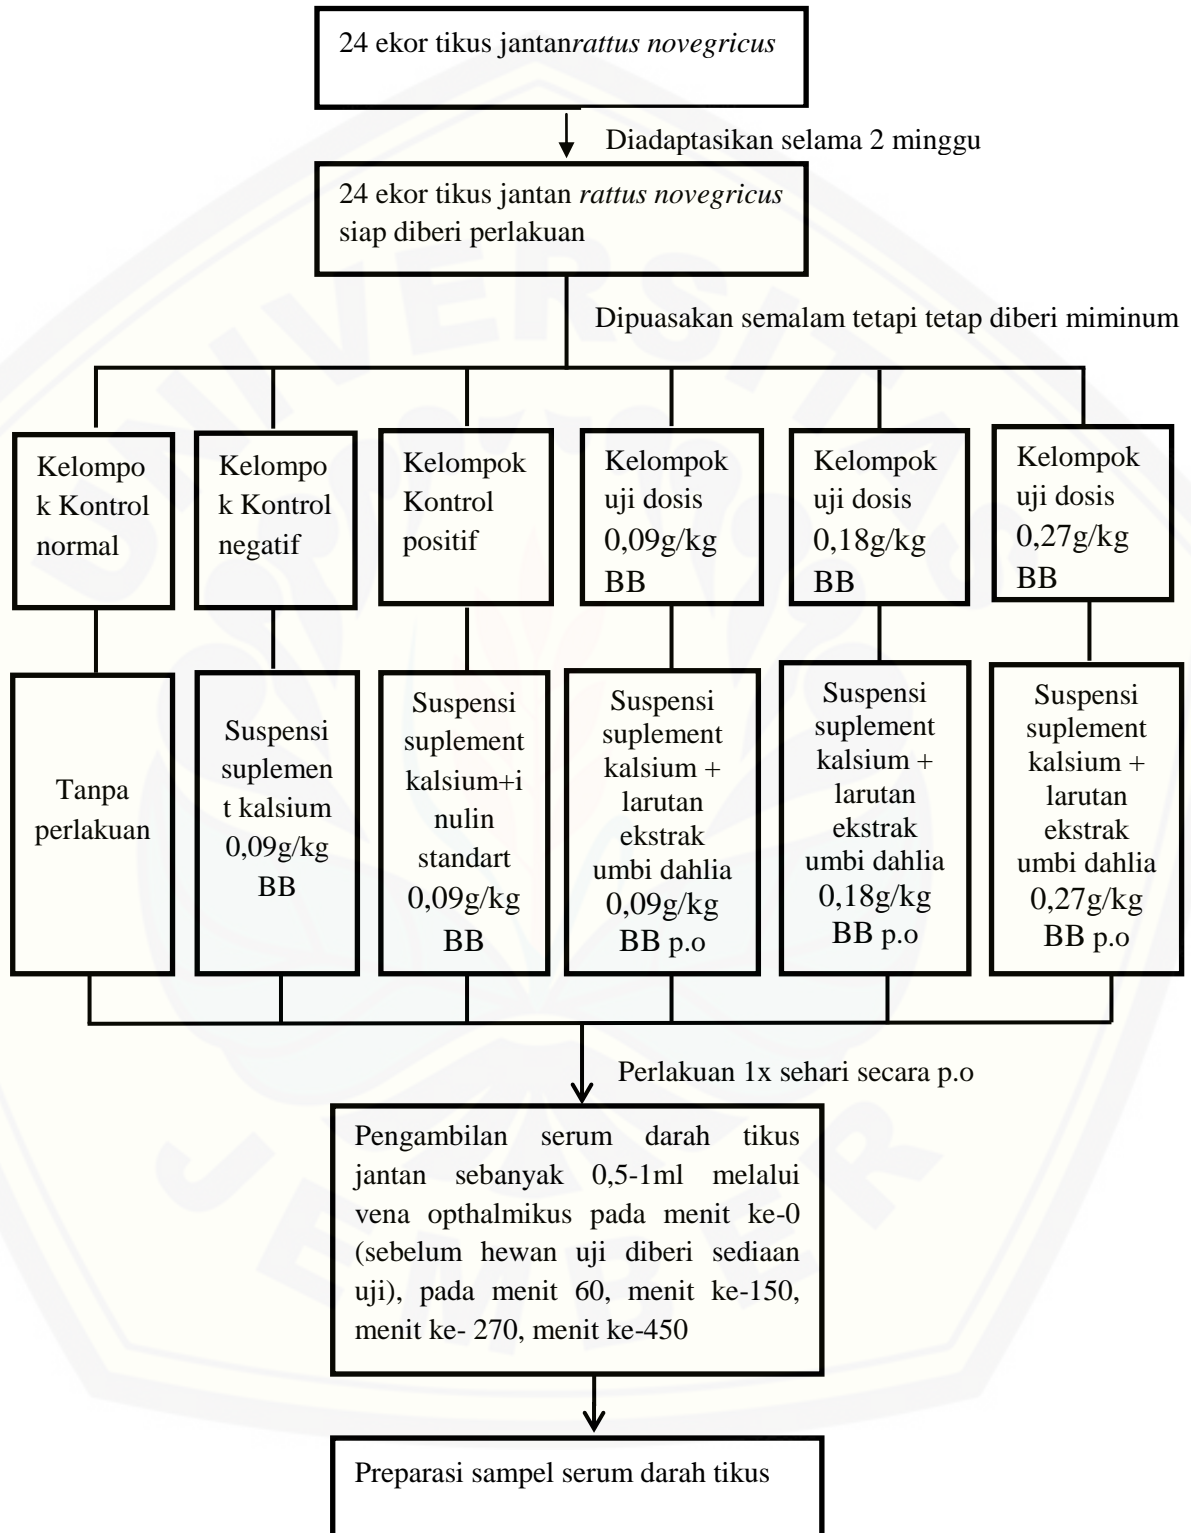 24 ekor tikus jantanrattus novegricus
Diadaptasikan selama 2 minggu
24 ekor tikus jantan rattus novegricus
siap diberi perlakuan
Dipuasakan semalam tetapi tetap diberi miminum
Kelompo
k Kontrol
normal
Kelompo
k Kontrol
negatif
Kelompok
Kontrol
positif
Kelompok
uji dosis
0,09g/kg
BB
Kelompok
uji dosis
0,18g/kg
BB
Kelompok
uji dosis
0,27g/kg
BB
Tanpa
perlakuan
Suspensi
suplemen
t kalsium
0,09g/kg
BB
Suspensi
suplement
kalsium+i
nulin
standart
0,09g/kg
BB
Suspensi
suplement
kalsium +
larutan
ekstrak
umbi dahlia
0,09g/kg
BB p.o
Suspensi
suplement
kalsium +
larutan
ekstrak
umbi dahlia
0,18g/kg
BB p.o
Suspensi
suplement
kalsium +
larutan
ekstrak
umbi dahlia
0,27g/kg
BB p.o
Perlakuan 1x sehari secara p.o
Pengambilan serum darah tikus
jantan sebanyak 0,5-1ml melalui
vena opthalmikus pada menit ke-0
(sebelum hewan uji diberi sediaan
uji), pada menit 60, menit ke-150,
menit ke- 270, menit ke-450
Preparasi sampel serum darah tikus
UNIVERSITAS
JEMBER